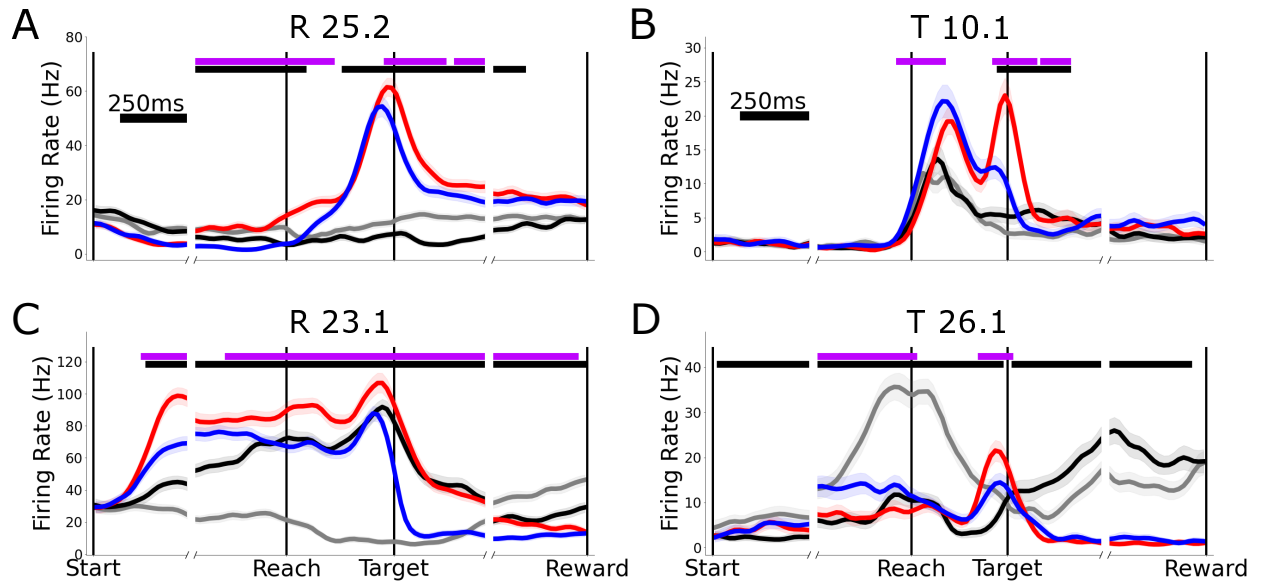 A
R 25.2
Firing Rate (Hz)
80
60
40
20
0
250ms
B
T 10.1
Firing Rate (Hz)
30
25
20
15
10
5
0
250ms
C
R 23.1
Firing Rate (Hz)
120
100
80
60
40
20
0
Start
Reach
Target
Reward
D
T 26.1
Firing Rate (Hz)
40
30
20
10
0
Start
Reach
Target
Reward